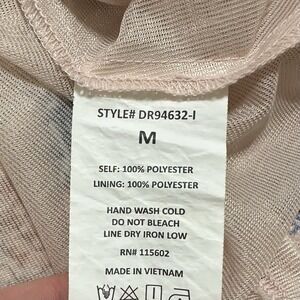 STYLE# DR94632-I
M
SELF: 100% POLYESTER
LINING: 100% POLYESTER
HAND WASH COLD
DO NOT BLEACH
LINE DRY IRON LOW
RN# 115602
MADE IN VIETNAM